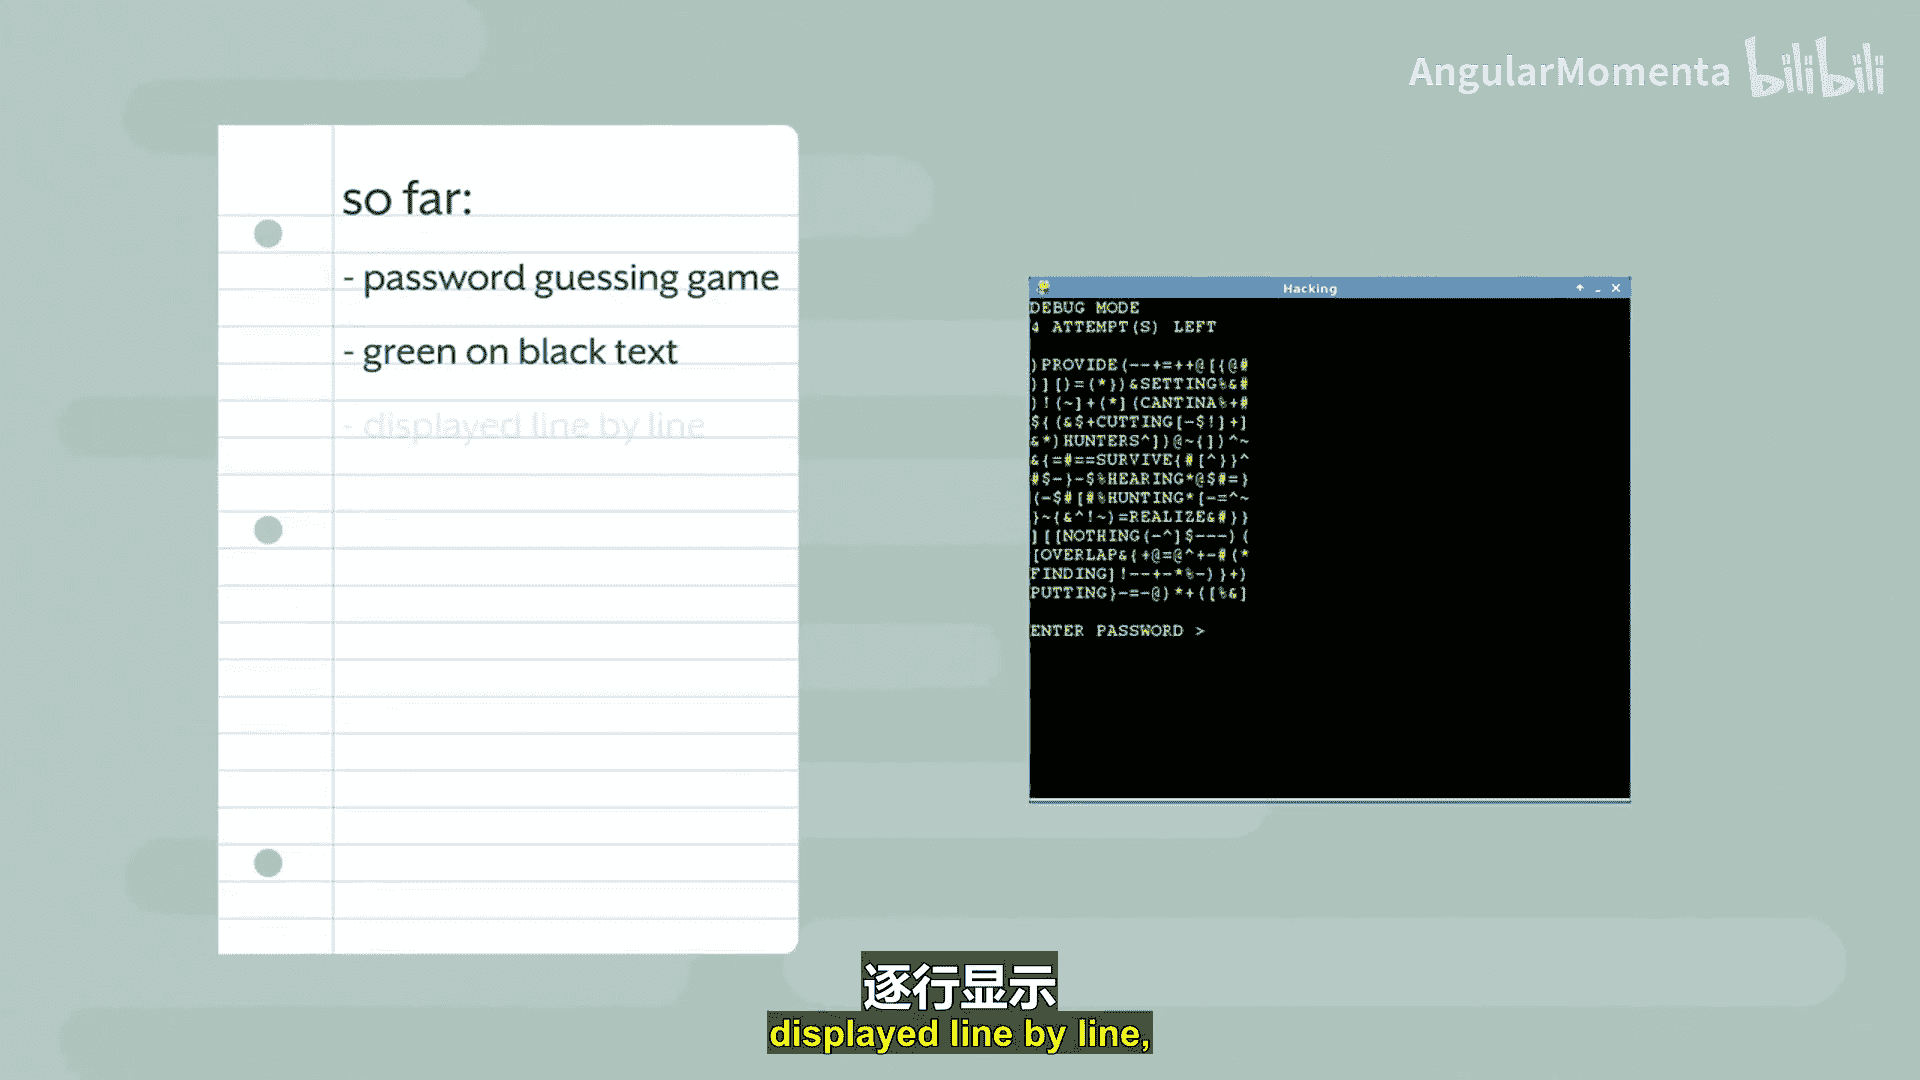 AngularMomenta bilibili
so far:
- password guessing game
- green on black text
- displayed line by line
Hacking
DEBUG MODE
4 ATTEMPT(S) LEFT
)PROVIDE(--+=++@[{@#
)][)=(*})&SETTING%&#
)!(~]+(*](CANTINA%+#
${(&$+CUTTING[-$!]+]
&*)HUNTERS^])@~{])^~
&{=#==SURVIVE{#[^)}^
#$-}-$%HEARING*@$#=}
(-$#[#%HUNTING*[-=^~
}~(&^!~)=REALIZE&#}}
][[NOTHING(-^]$---)(
[OVERLAP&{+@=@^+-#(*
FINDING]!--+-*%-)}+)
PUTTING}-=-@)*+([%&]
ENTER PASSWORD >
逐行显示
displayed line by line,